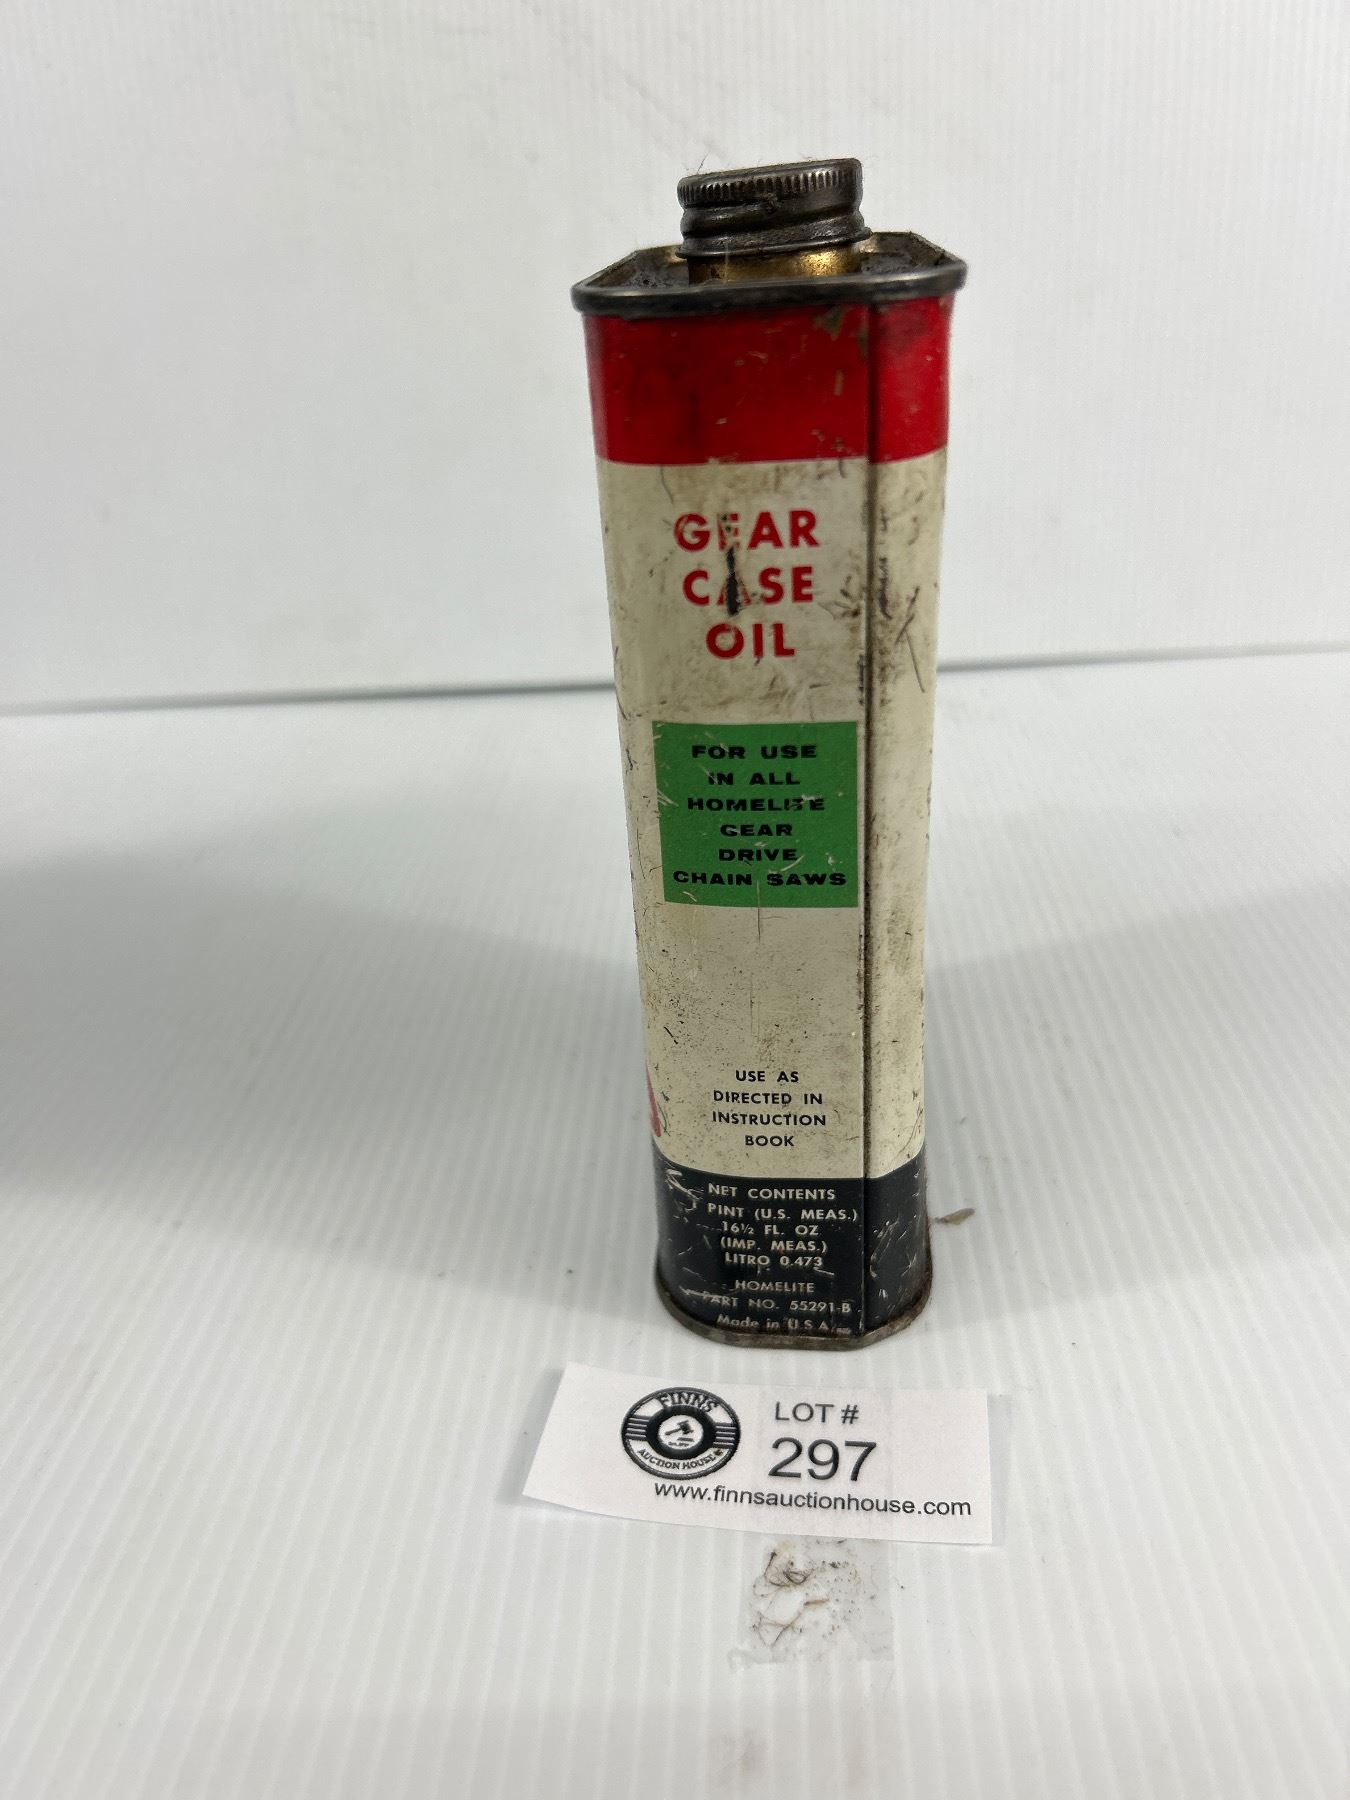 GEAR
CASE
OIL
FOR USE
IN ALL
HOMELITE
GEAR
DRIVE
CHAIN SAWS
USE AS
DIRECTED IN
INSTRUCTION
BOOK
NET CONTENTS
PINT (U.S. MEAS.)
16½ FL. OZ
(IMP. MEAS.)
LITRO 0.473
HOMELITE
PART NO. 55291-B
Made in U.S.A.
FINNS
AUCTION HOUSE
LOT #
297
www.finnsauctionhouse.com